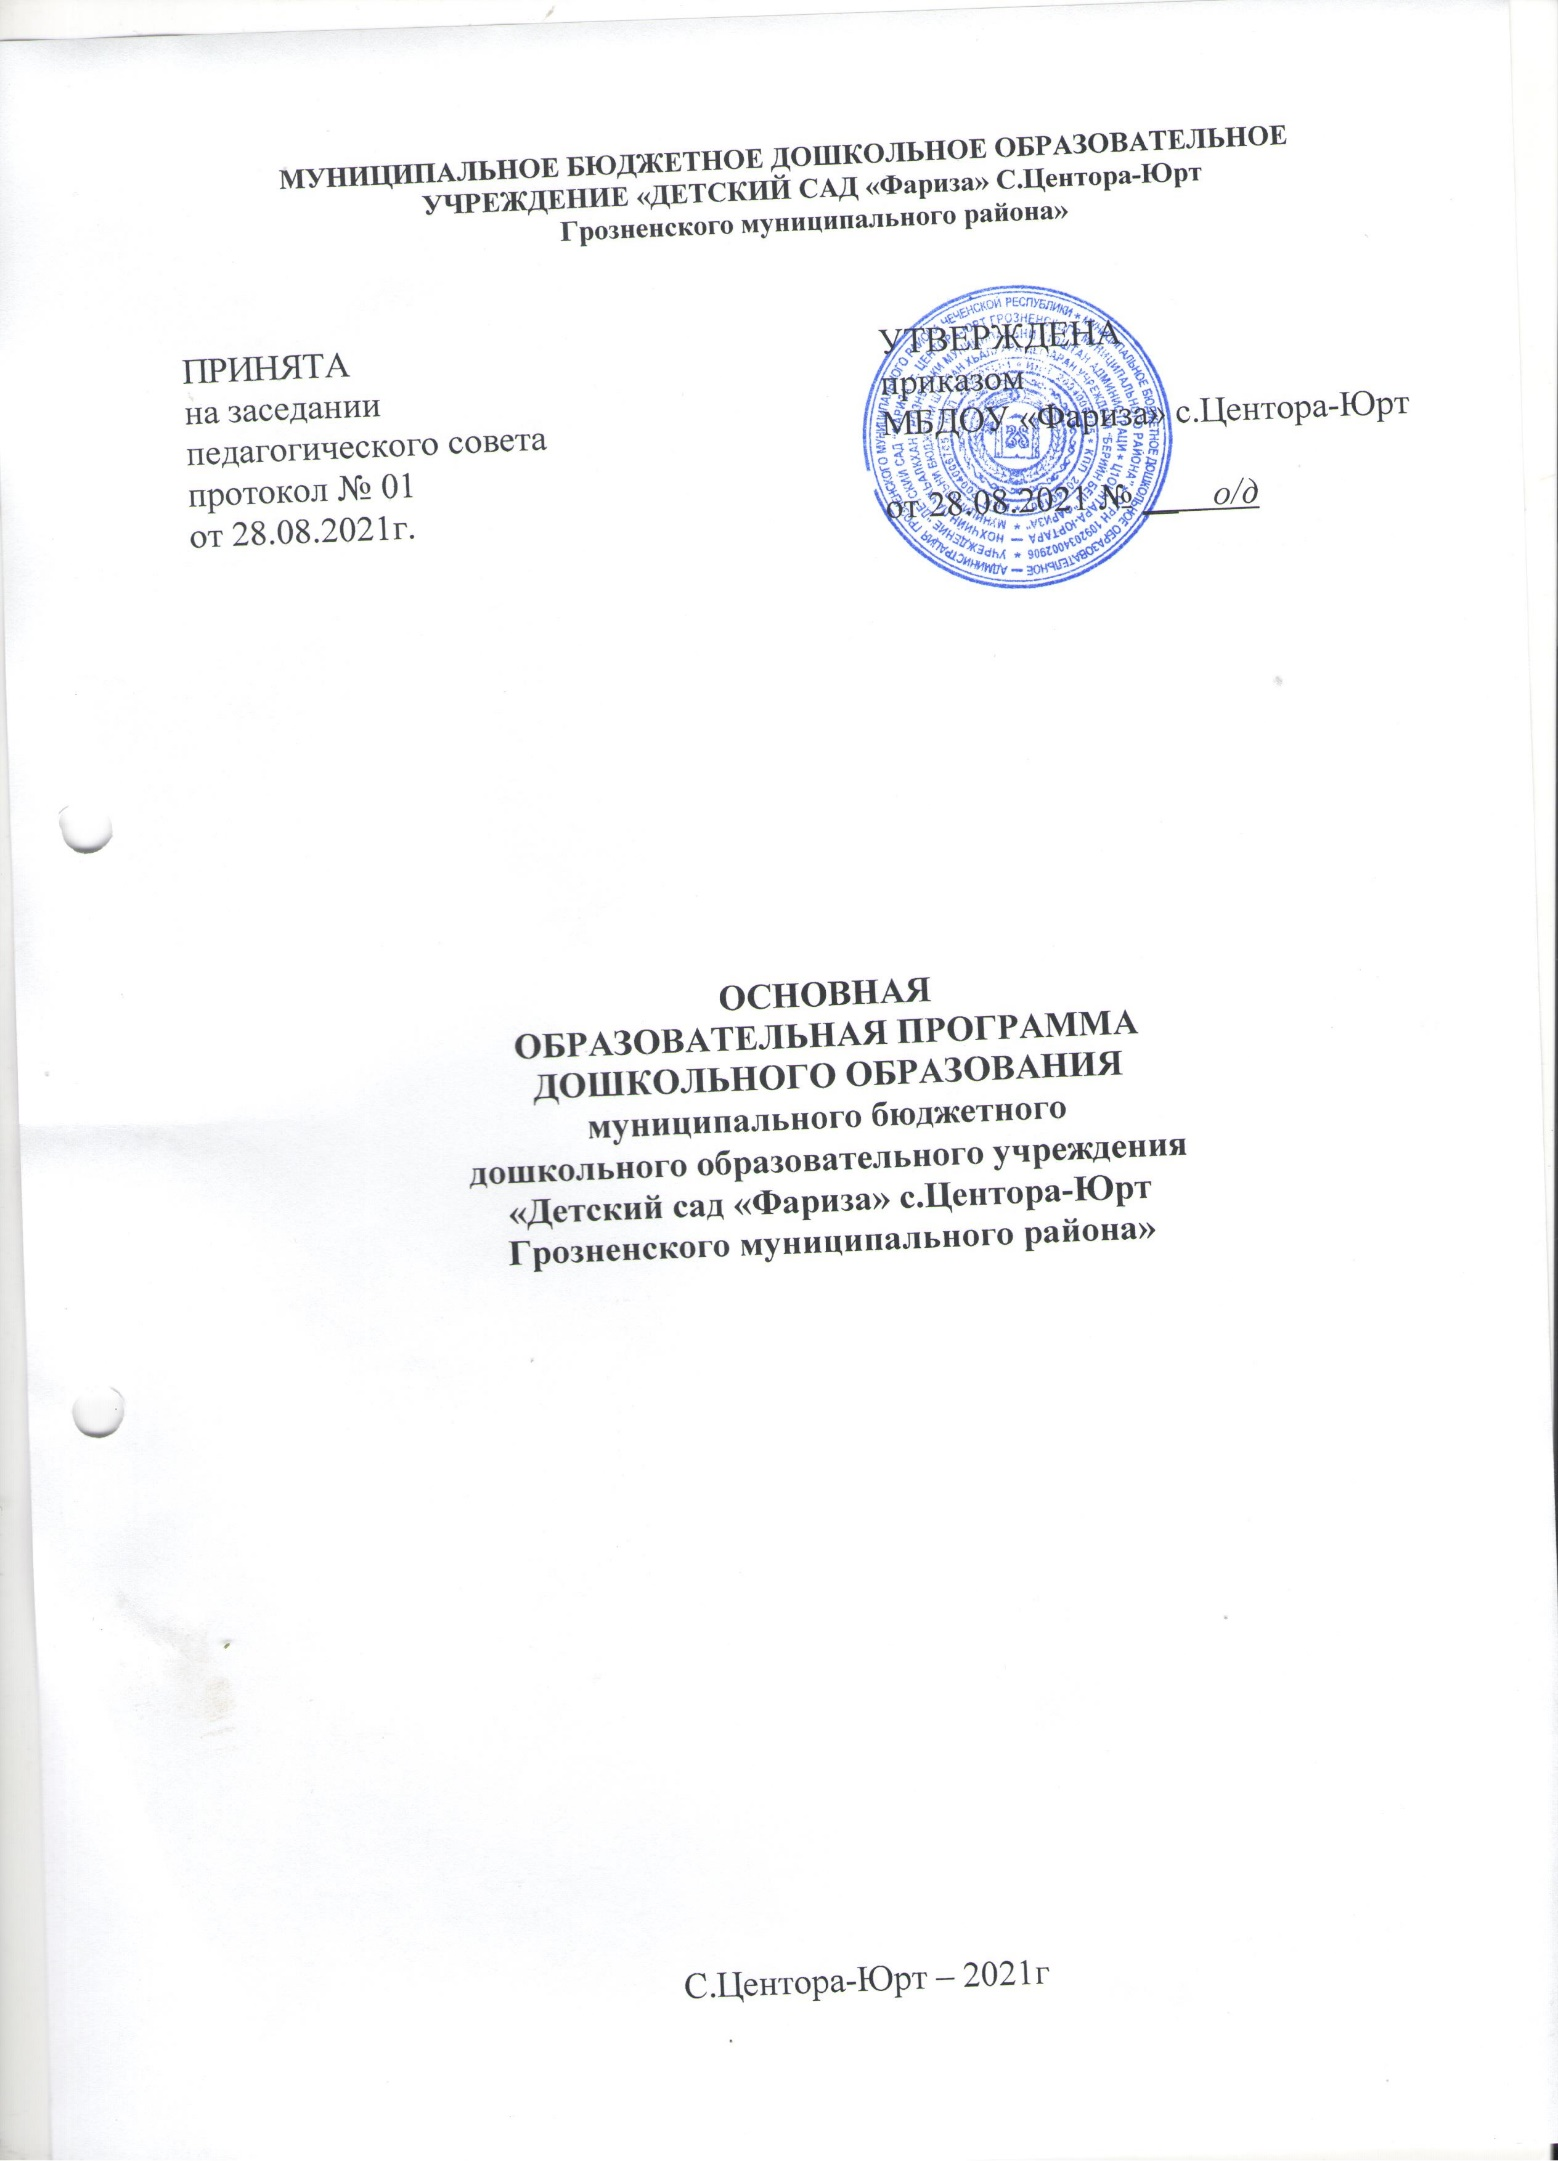 МУНИЦИПАЛЬНОЕ БЮДЖЕТНОЕ ДОШКОЛЬНОЕ ОБРАЗОВАТЕЛЬНОЕ
УЧРЕЖДЕНИЕ «ДЕТСКИЙ САД «Фариза» С.Центора-Юрт
Грозненского муниципального района»
ПРИНЯТА
на заседании
педагогического совета
протокол № 01
от 28.08.2021г.
УТВЕРЖДЕНА
приказом
МБДОУ «Фариза» с.Центора-Юрт
от 28.08.2021 № ____ о/д
ОСНОВНАЯ
ОБРАЗОВАТЕЛЬНАЯ ПРОГРАММА
ДОШКОЛЬНОГО ОБРАЗОВАНИЯ
муниципального бюджетного
дошкольного образовательного учреждения
«Детский сад «Фариза» с.Центора-Юрт
Грозненского муниципального района»
С.Центора-Юрт – 2021г